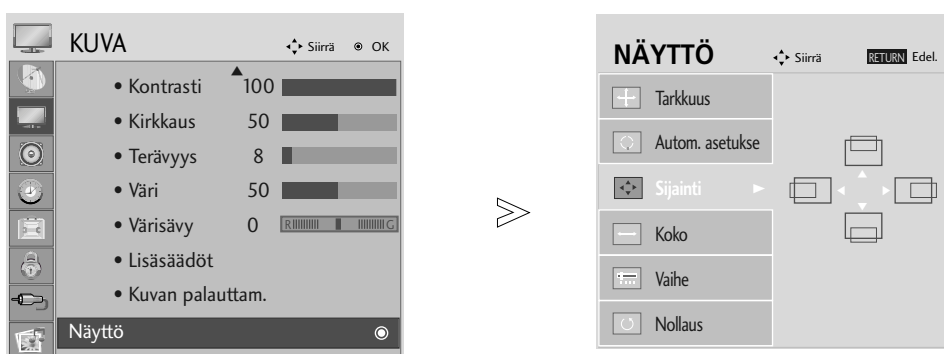 KUVA
Siirrä OK
• Kontrasti 100
• Kirkkaus 50
• Terävyys 8
• Väri 50
• Värisävy 0 R G
• Lisäsäädöt
• Kuvan palauttam.
Näyttö
NÄYTTÖ
Siirrä RETURN Edel.
Tarkkuus
Autom. asetukse
Sijainti
Koko
Vaihe
Nollaus